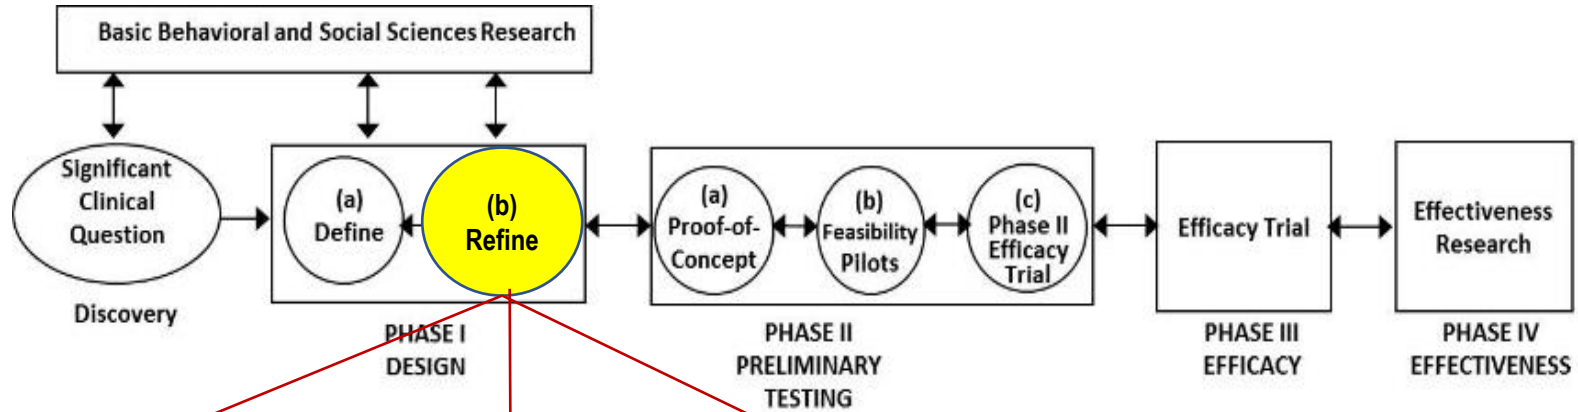 Basic Behavioral and Social Sciences Research
Significant
Clinical
Question
Discovery
(a)
Define
(b)
Refine
PHASE I
DESIGN
(a)
Proof-of-
Concept
(b)
Feasibility
Pilots
(c)
Phase II
Efficacy
Trial
PHASE II
PRELIMINARY
TESTING
Efficacy Trial
PHASE III
EFFICACY
Effectiveness
Research
PHASE IV
EFFECTIVENESS